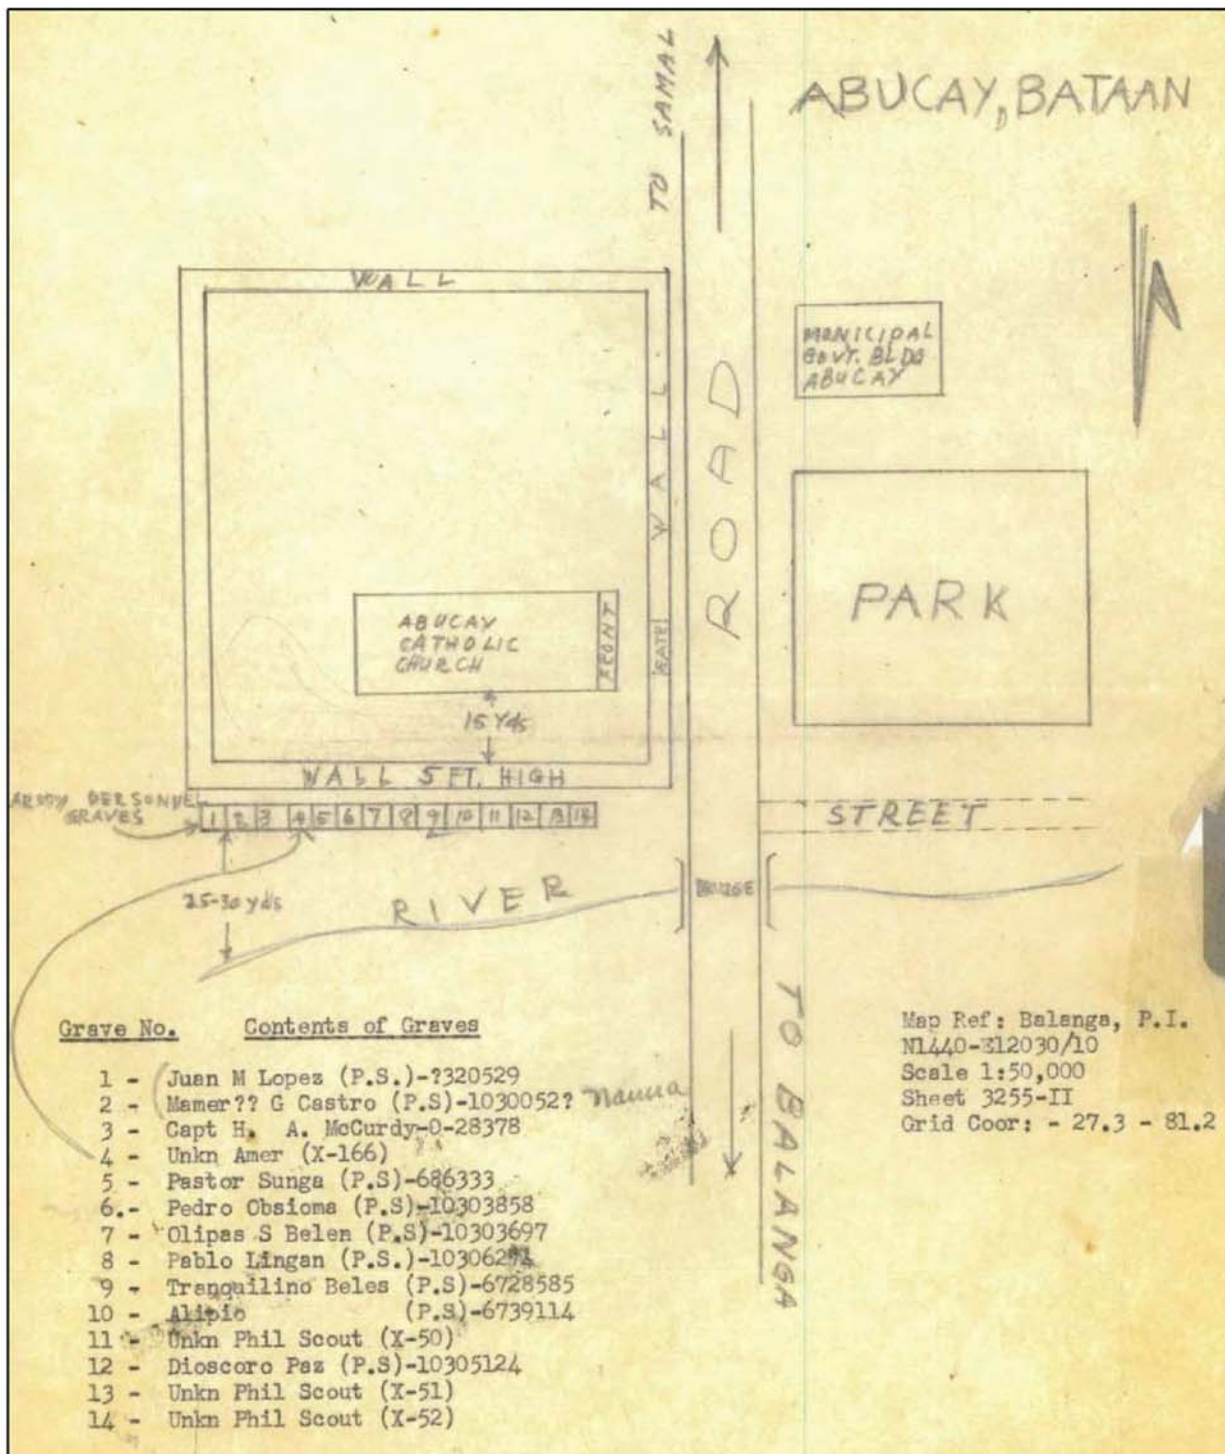 ABUCAY, BATAAN
TO SAMAL
WALL
WALL
ROAD
MUNICIPAL
GOVT. BLDG
ABUCAY
N
PARK
ABUCAY
CATHOLIC
CHURCH
FRONT
GATE
15 Yds
WALL 5 FT. HIGH
ARMY PERSONNEL
GRAVES
1 2 3 4 5 6 7 8 9 10 11 12 13 14
STREET
25-30 yds
RIVER
BRIDGE
TO BALANGA
Grave No. Contents of Graves
1 - Juan M Lopez (P.S.)-?320529
2 - Mamer?? G Castro (P.S)-1030052?
3 - Capt H. A. McCurdy-O-28378
4 - Unkn Amer (X-166)
5 - Pastor Sunga (P.S)-686333
6.- Pedro Obsioma (P.S)-10303858
7 - Olipas S Belen (P.S)-10303697
8 - Pablo Lingan (P.S.)-
9 - Tranquilino Beles (P.S)-6728585
10 - Alipio (P.S)-6739114
11 - Unkn Phil Scout (X-50)
12 - Dioscoro Paz (P.S)-10305124
13 - Unkn Phil Scout (X-51)
14 - Unkn Phil Scout (X-52)
Map Ref: Balanga, P.I.
N1440-E12030/10
Scale 1:50,000
Sheet 3255-II
Grid Coor: - 27.3 - 81.2